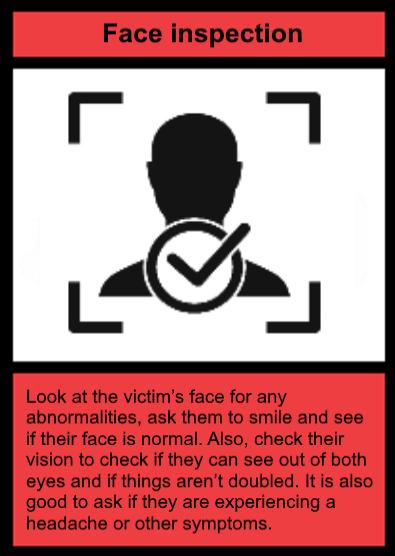 Face inspection
Look at the victim's face for any
abnormalities, ask them to smile and see
if their face is normal. Also, check their
vision to check if they can see out of both
eyes and if things aren't doubled. It is also
good to ask if they are experiencing a
headache or other symptoms.